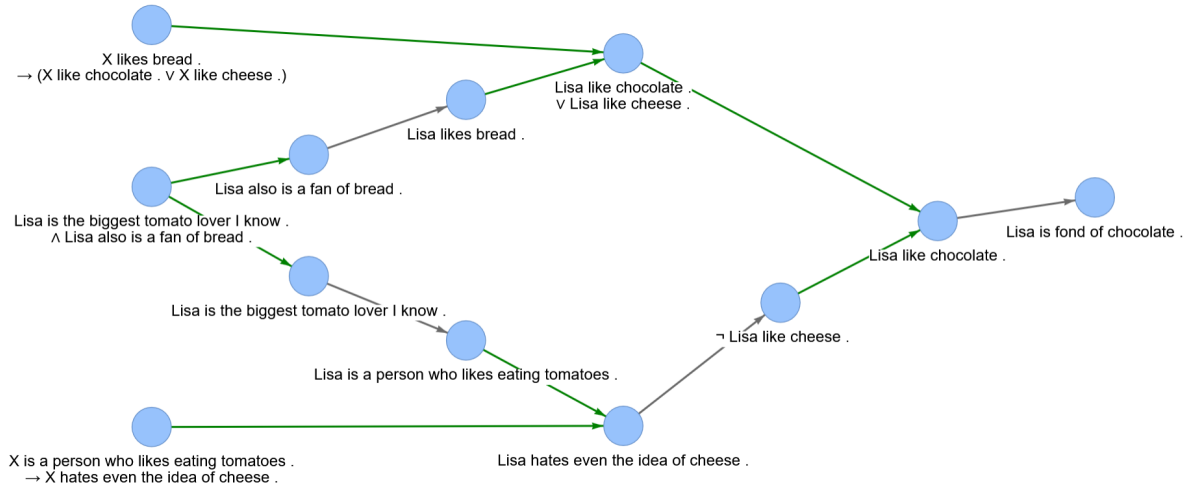 X likes bread .
→ (X like chocolate . ∨ X like cheese .)
Lisa like chocolate .
∨ Lisa like cheese .
Lisa likes bread .
Lisa also is a fan of bread .
Lisa is the biggest tomato lover I know .
∧ Lisa also is a fan of bread .
Lisa is fond of chocolate .
Lisa like chocolate .
Lisa is the biggest tomato lover I know .
¬ Lisa like cheese .
Lisa is a person who likes eating tomatoes .
X is a person who likes eating tomatoes .
→ X hates even the idea of cheese .
Lisa hates even the idea of cheese .